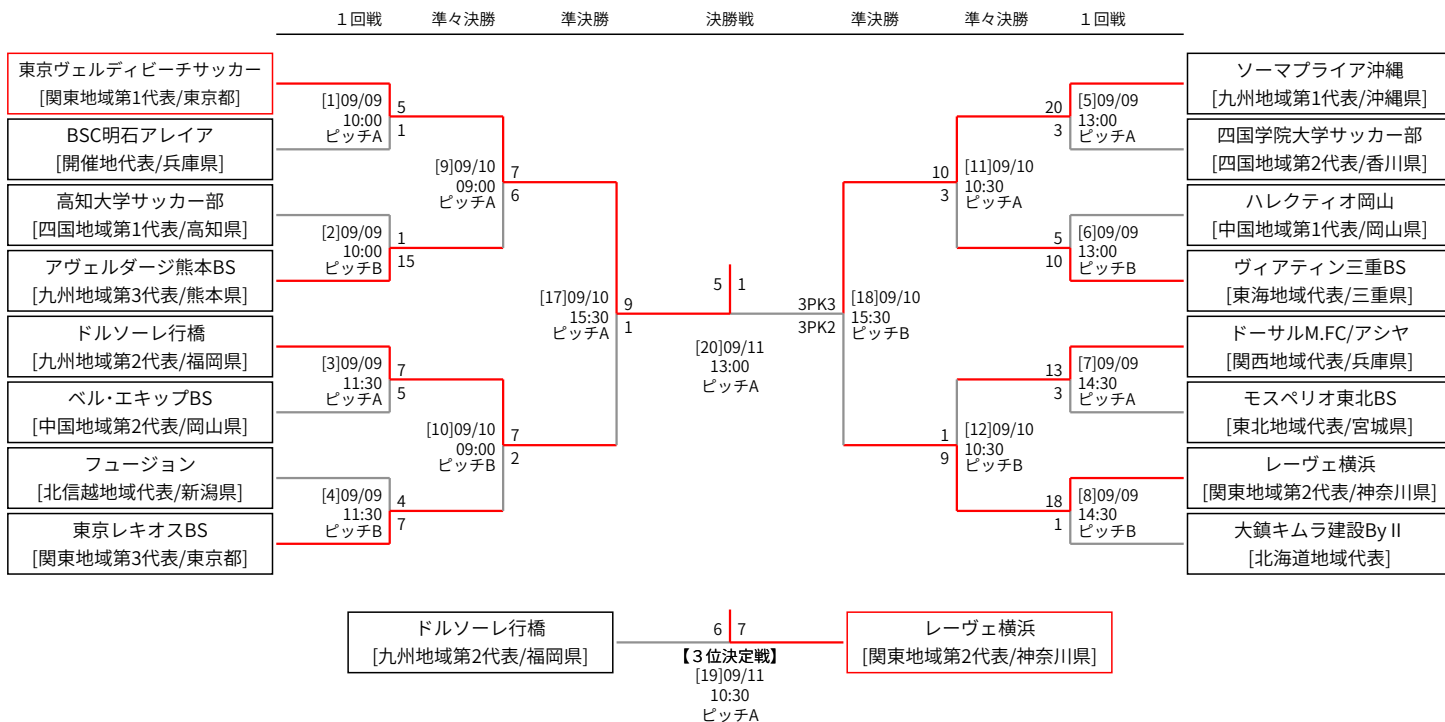 １回戦
準々決勝
準決勝
決勝戦
準決勝
準々決勝
１回戦
東京ヴェルディビーチサッカー
[関東地域第1代表/東京都]
BSC明石アレイア
[開催地代表/兵庫県]
高知大学サッカー部
[四国地域第1代表/高知県]
アヴェルダージ熊本BS
[九州地域第3代表/熊本県]
ドルソーレ行橋
[九州地域第2代表/福岡県]
ベル・エキップBS
[中国地域第2代表/岡山県]
フュージョン
[北信越地域代表/新潟県]
東京レキオスBS
[関東地域第3代表/東京都]
[1]09/09
10:00
ピッチA
5
1
[2]09/09
10:00
ピッチB
1
15
[3]09/09
11:30
ピッチA
7
5
[4]09/09
11:30
ピッチB
4
7
[9]09/10
09:00
ピッチA
7
6
[10]09/10
09:00
ピッチB
7
2
[17]09/10
15:30
ピッチA
9
1
5
1
[20]09/11
13:00
ピッチA
3PK3
3PK2
[18]09/10
15:30
ピッチB
10
3
[11]09/10
10:30
ピッチA
1
9
[12]09/10
10:30
ピッチB
20
3
[5]09/09
13:00
ピッチA
5
10
[6]09/09
13:00
ピッチB
13
3
[7]09/09
14:30
ピッチA
18
1
[8]09/09
14:30
ピッチB
ソーマプライア沖縄
[九州地域第1代表/沖縄県]
四国学院大学サッカー部
[四国地域第2代表/香川県]
ハレクティオ岡山
[中国地域第1代表/岡山県]
ヴィアティン三重BS
[東海地域代表/三重県]
ドーサルM.FC/アシヤ
[関西地域代表/兵庫県]
モスペリオ東北BS
[東北地域代表/宮城県]
レーヴェ横浜
[関東地域第2代表/神奈川県]
大鎮キムラ建設ByⅡ
[北海道地域代表]
ドルソーレ行橋
[九州地域第2代表/福岡県]
6
7
【３位決定戦】
[19]09/11
10:30
ピッチA
レーヴェ横浜
[関東地域第2代表/神奈川県]